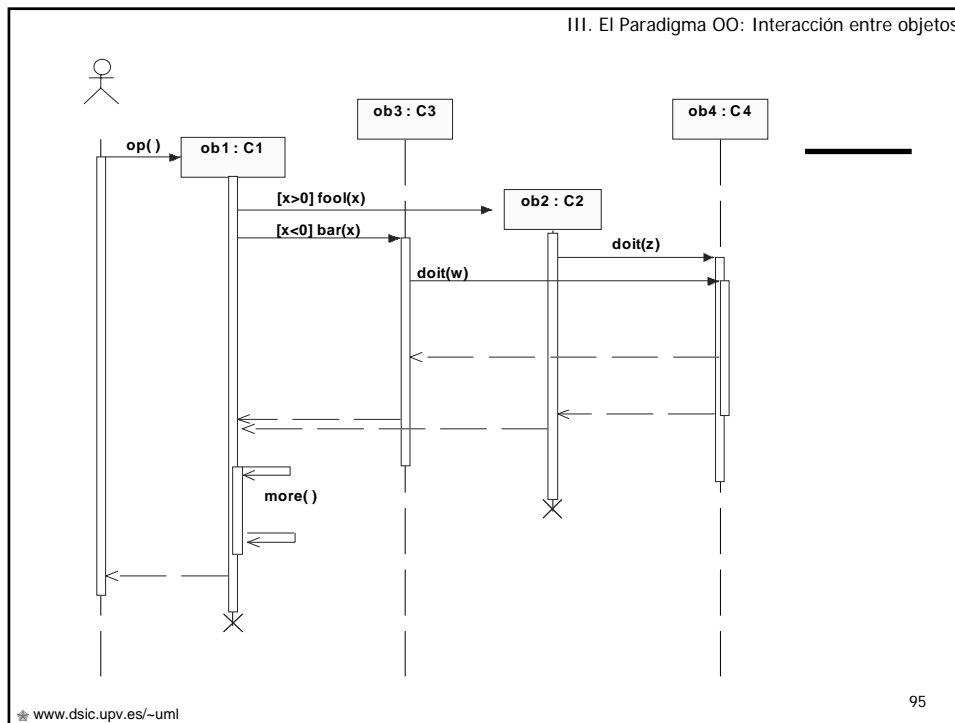 III. El Paradigma OO: Interacción entre objetos
ob3 : C3
ob4 : C4
op( )
ob1 : C1
[x>0] fool(x)
ob2 : C2
[x<0] bar(x)
doit(z)
doit(w)
more( )
www.dsic.upv.es/~uml
95